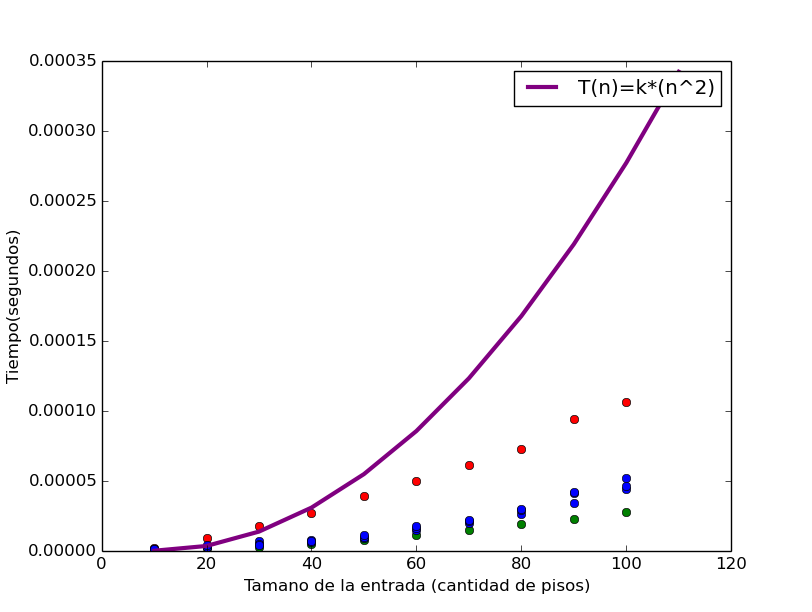 0.00035
0.00030
0.00025
0.00020
0.00015
0.00010
0.00005
0.00000
Tiempo(segundos)
T(n)=k*(n^2)
0 20 40 60 80 100 120
Tamano de la entrada (cantidad de pisos)